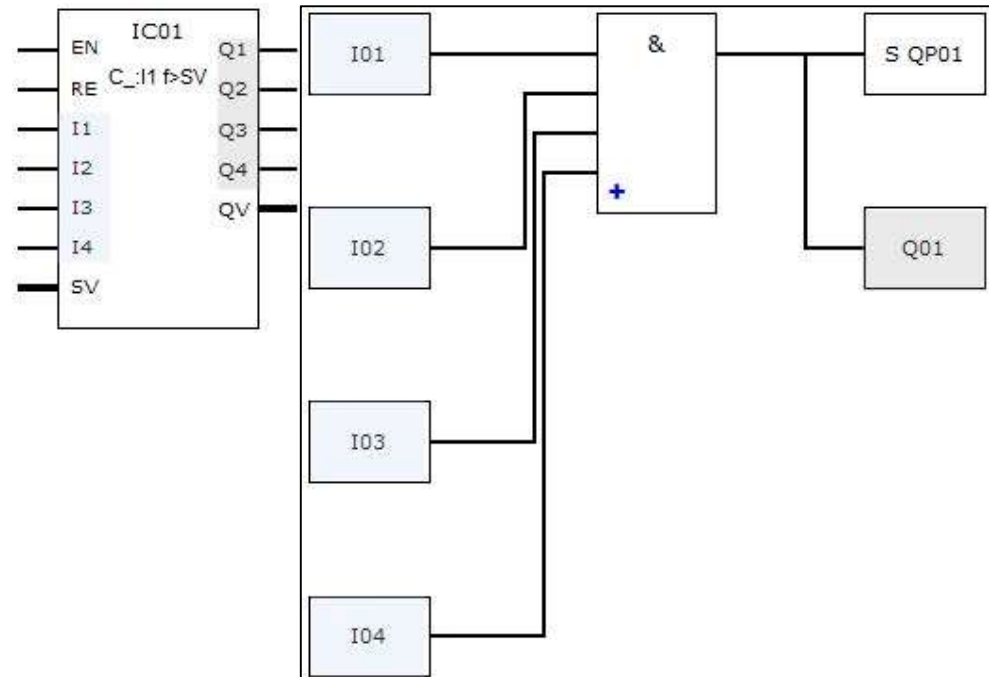 IC01
C_:I1 f>SV
EN
RE
I1
I2
I3
I4
SV
Q1
Q2
Q3
Q4
QV
I01
I02
I03
I04
&
+
S QP01
Q01